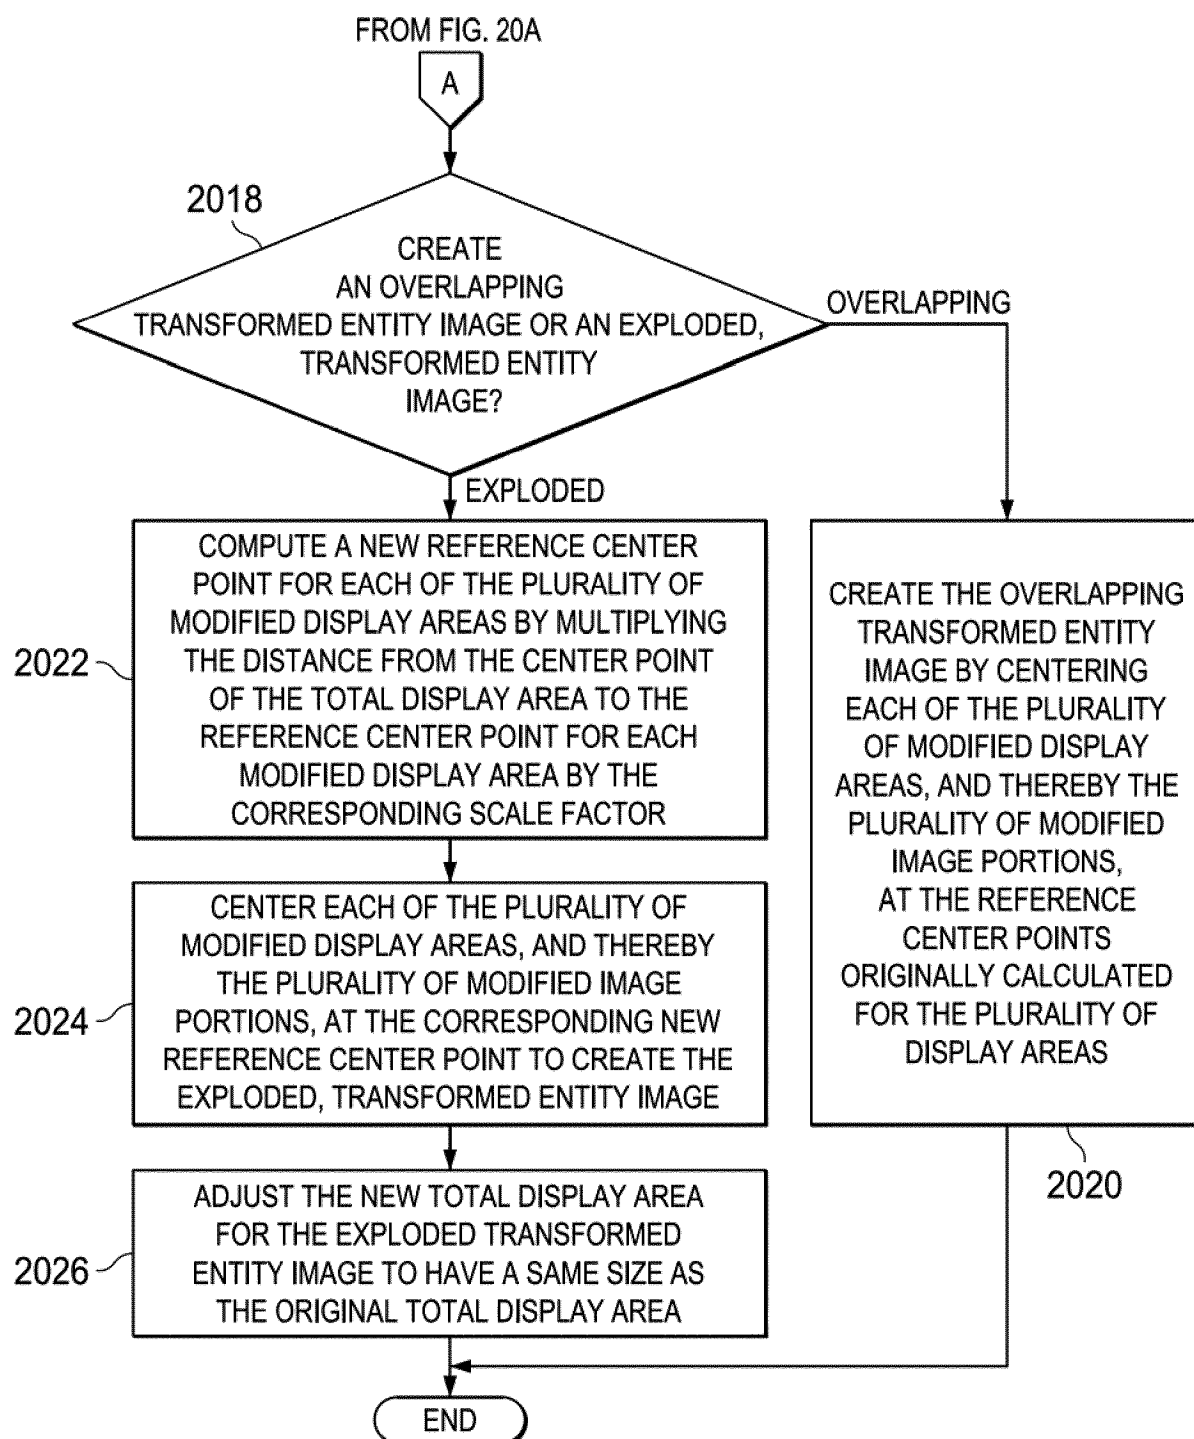 FROM FIG. 20A
A
2018
CREATE
AN OVERLAPPING
TRANSFORMED ENTITY IMAGE OR AN EXPLODED,
TRANSFORMED ENTITY
IMAGE?
OVERLAPPING
EXPLODED
2022
COMPUTE A NEW REFERENCE CENTER
POINT FOR EACH OF THE PLURALITY OF
MODIFIED DISPLAY AREAS BY MULTIPLYING
THE DISTANCE FROM THE CENTER POINT
OF THE TOTAL DISPLAY AREA TO THE
REFERENCE CENTER POINT FOR EACH
MODIFIED DISPLAY AREA BY THE
CORRESPONDING SCALE FACTOR
2024
CENTER EACH OF THE PLURALITY OF
MODIFIED DISPLAY AREAS, AND THEREBY
THE PLURALITY OF MODIFIED IMAGE
PORTIONS, AT THE CORRESPONDING NEW
REFERENCE CENTER POINT TO CREATE THE
EXPLODED, TRANSFORMED ENTITY IMAGE
2026
ADJUST THE NEW TOTAL DISPLAY AREA
FOR THE EXPLODED TRANSFORMED
ENTITY IMAGE TO HAVE A SAME SIZE AS
THE ORIGINAL TOTAL DISPLAY AREA
CREATE THE OVERLAPPING
TRANSFORMED ENTITY
IMAGE BY CENTERING
EACH OF THE PLURALITY
OF MODIFIED DISPLAY
AREAS, AND THEREBY THE
PLURALITY OF MODIFIED
IMAGE PORTIONS,
AT THE REFERENCE
CENTER POINTS
ORIGINALLY CALCULATED
FOR THE PLURALITY OF
DISPLAY AREAS
2020
END